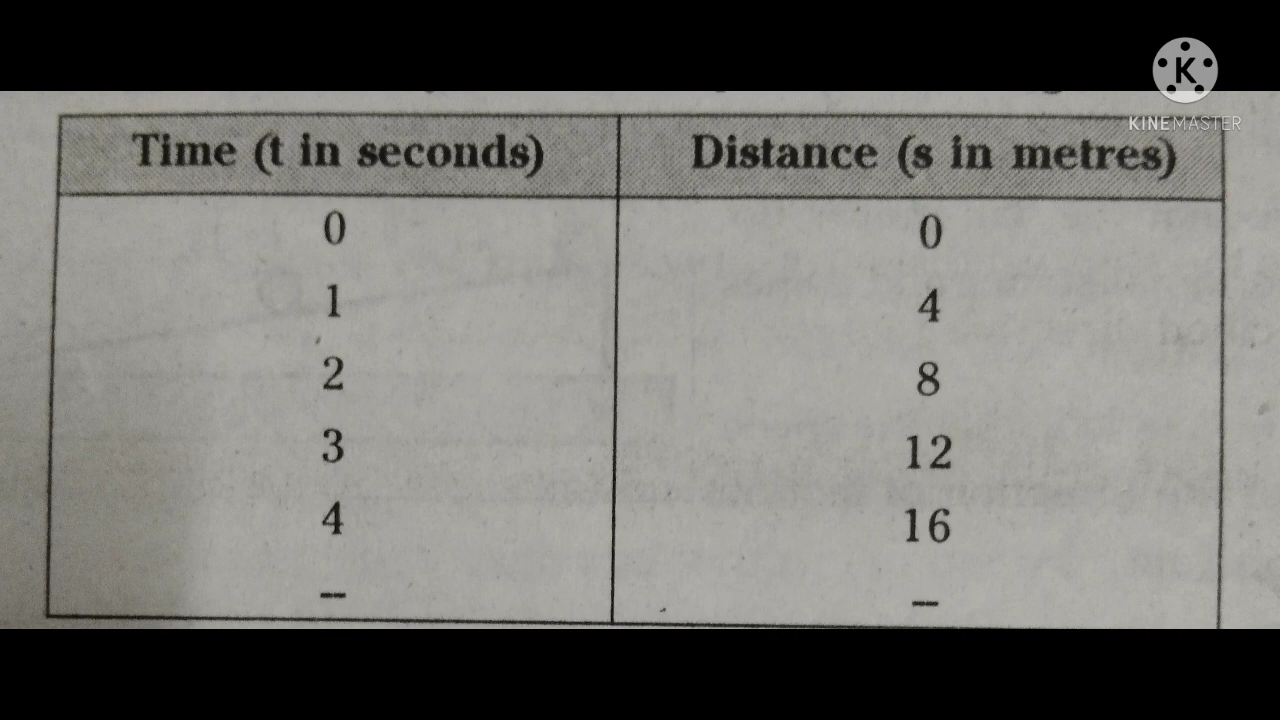 K
KINEMASTER
Time (t in seconds) Distance (s in metres)
0 0
1 4
2 8
3 12
4 16
– –